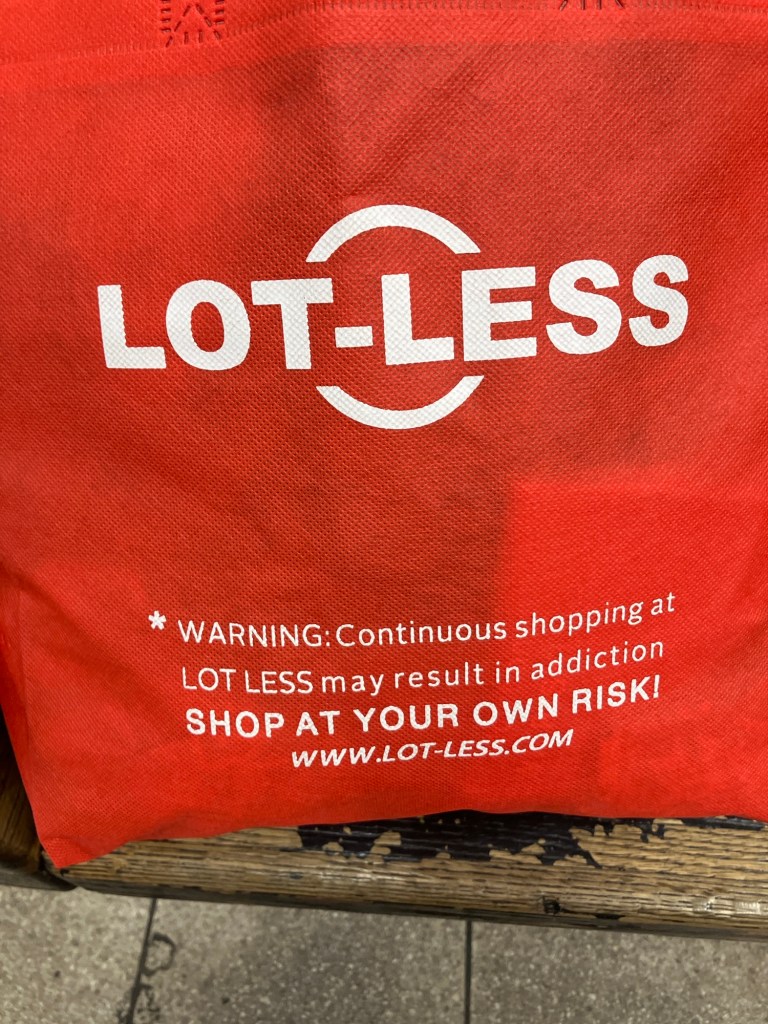 LOT-LESS
* WARNING: Continuous shopping at
LOT LESS may result in addiction
SHOP AT YOUR OWN RISK!
WWW.LOT-LESS.COM